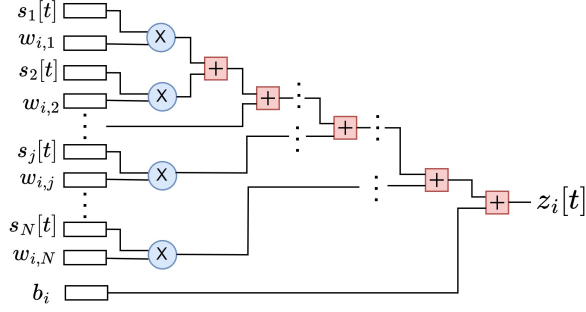 s_1[t]
w_{i,1}
X
+
s_2[t]
w_{i,2}
X
+
⋮
⋮
⋮
+
⋮
s_j[t]
w_{i,j}
X
⋮
+
⋮
⋮
+
z_i[t]
s_N[t]
w_{i,N}
X
b_i